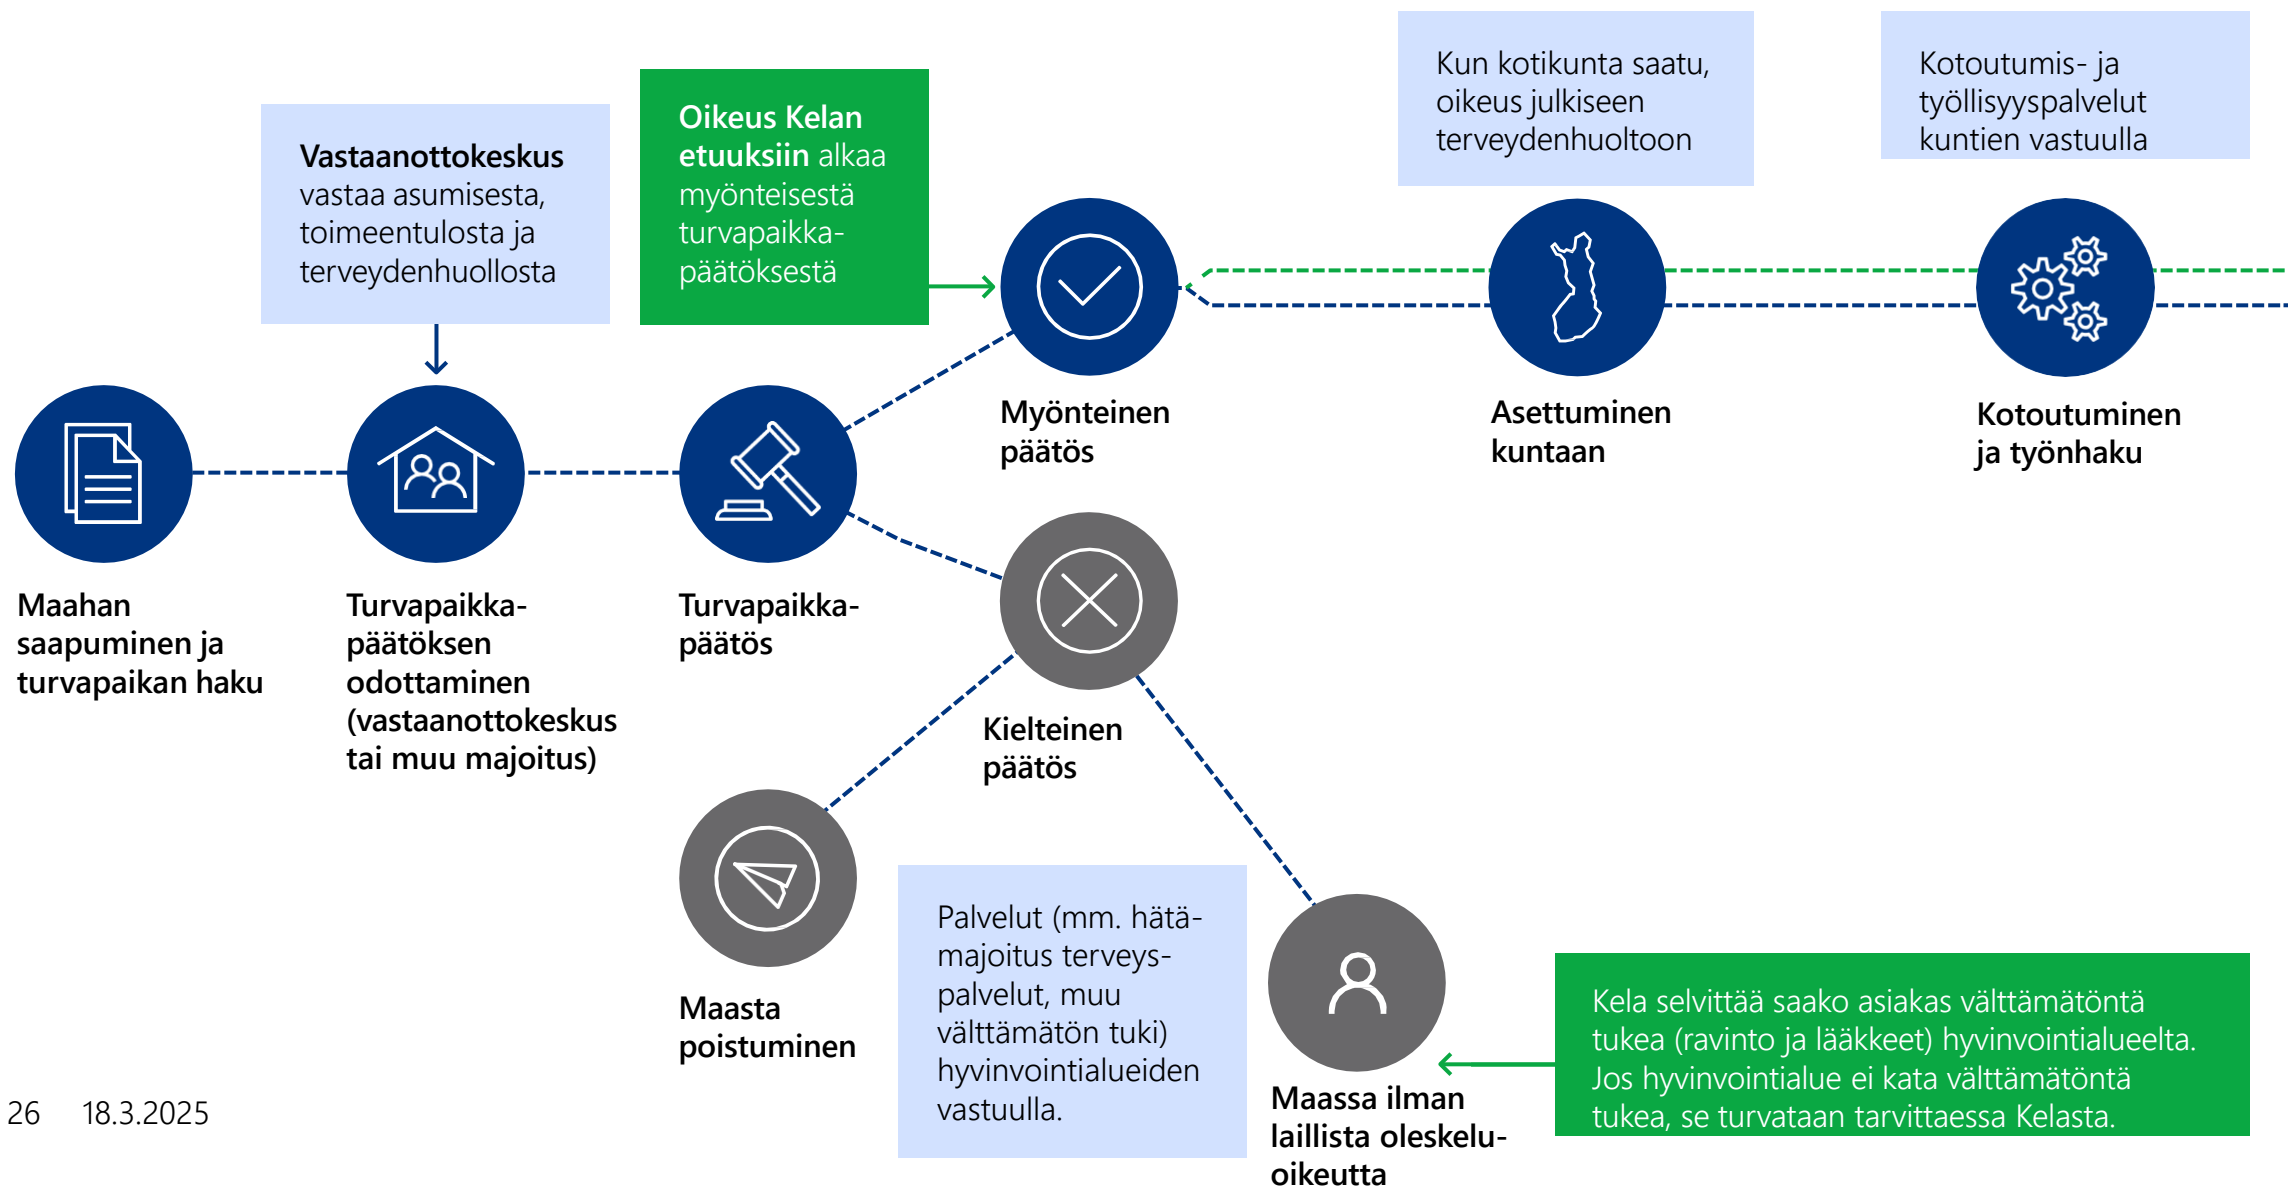 Vastaanottokeskus
vastaa asumisesta,
toimeentulosta ja
terveydenhuollosta
Oikeus Kelan
etuuksiin alkaa
myönteisestä
turvapaikka-
päätöksestä
Kun kotikunta saatu,
oikeus julkiseen
terveydenhuoltoon
Kotoutumis- ja
työllisyyspalvelut
kuntien vastuulla
Maahan
saapuminen ja
turvapaikan haku
Turvapaikka-
päätöksen
odottaminen
(vastaanottokeskus
tai muu majoitus)
Turvapaikka-
päätös
Myönteinen
päätös
Asettuminen
kuntaan
Kotoutuminen
ja työnhaku
Kielteinen
päätös
Maasta
poistuminen
Palvelut (mm. hätä-
majoitus terveys-
palvelut, muu
välttämätön tuki)
hyvinvointialueiden
vastuulla.
Maassa ilman
laillista oleskelu-
oikeutta
Kela selvittää saako asiakas välttämätöntä
tukea (ravinto ja lääkkeet) hyvinvointialueelta.
Jos hyvinvointialue ei kata välttämätöntä
tukea, se turvataan tarvittaessa Kelasta.
26 18.3.2025